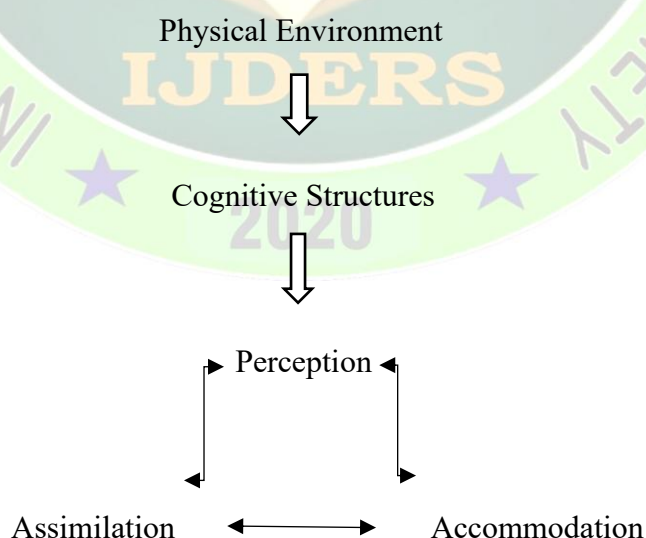 Physical Environment
IJDERS
Cognitive Structures
2020
Perception
Assimilation
Accommodation